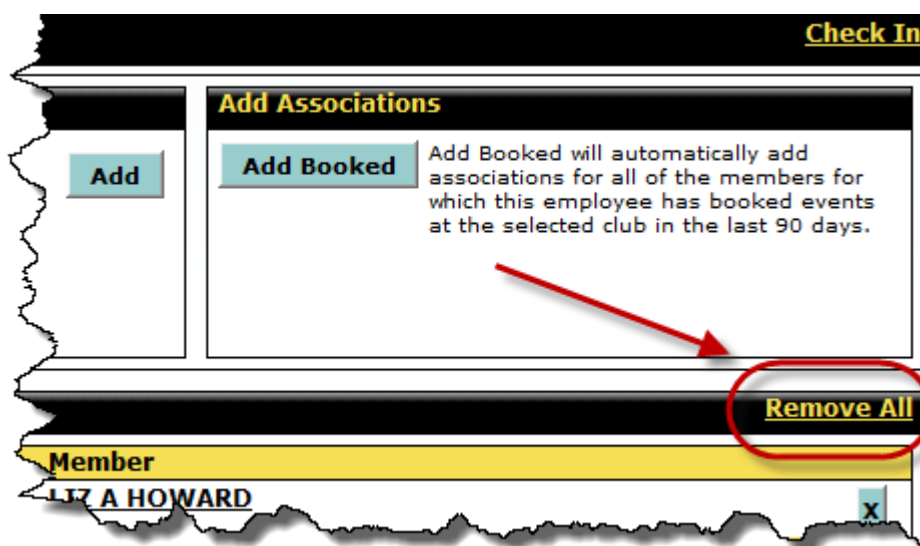 Check In
Add Associations
Add
Add Booked
Add Booked will automatically add
associations for all of the members for
which this employee has booked events
at the selected club in the last 90 days.
Remove All
Member
LIZ A HOWARD
x